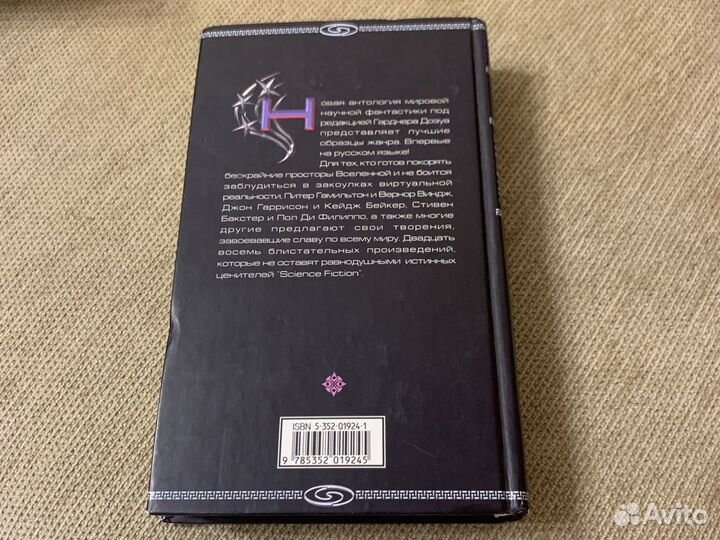 Новая антология мировой
научной фантастики под
редакцией Гарднера Дозуа
представляет лучшие
образцы жанра. Впервые
на русском языке!
Для тех, кто готов покорять
бескрайние просторы Вселенной и не боится
заблудиться в закоулках виртуальной
реальности, Питер Гамильтон и Вернор Виндж,
Джон Гаррисон и Кейдж Бейкер, Стивен
Бакстер и Пол Ди Филиппо, а также многие
другие предлагают свои творения,
завоевавшие славу по всему миру. Двадцать
восемь блистательных произведений,
которые не оставят равнодушными истинных
ценителей "Science Fiction".
ISBN 5-352-01924-1
9 785352 019245
Avito